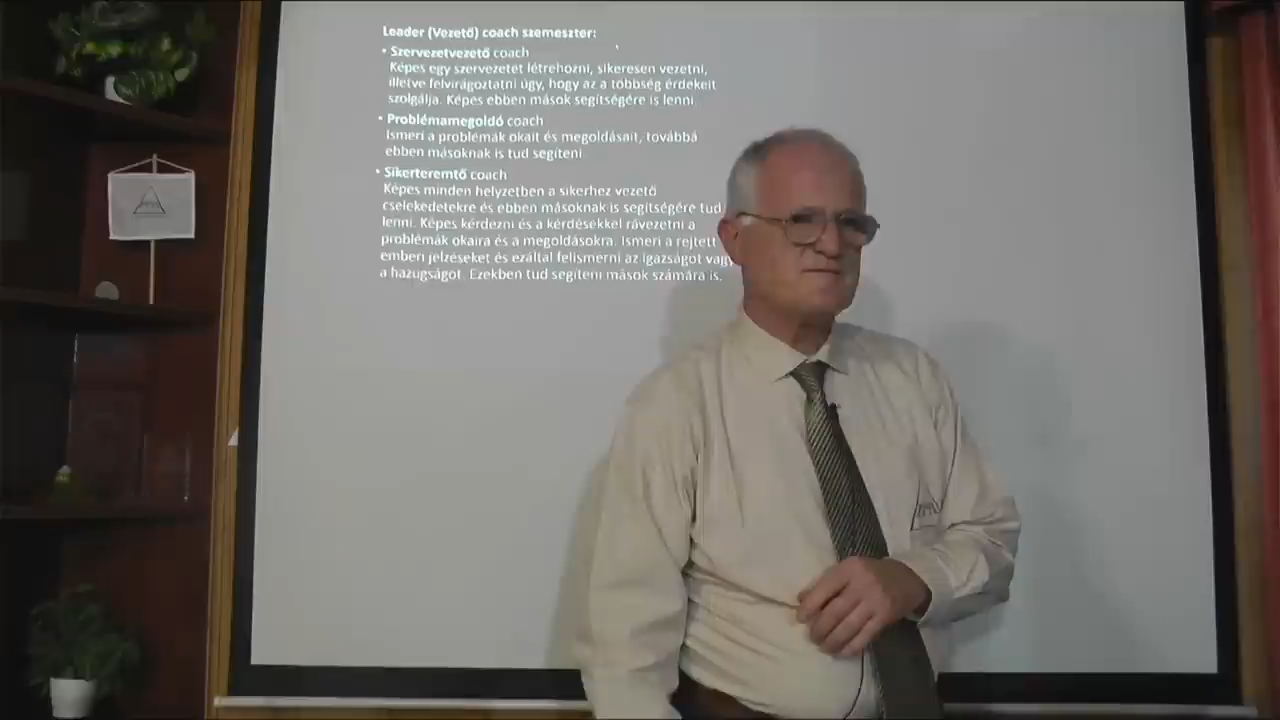 Leader (Vezető) coach szemeszter:
• Szervezetvezető coach
Képes egy szervezetet létrehozni, sikeresen vezetni,
illetve felvirágoztatni úgy, hogy az a többség érdekeit
szolgálja. Képes ebben mások segítségére is lenni.
• Problémamegoldó coach
Ismeri a problémák okait és megoldásait, továbbá
ebben másoknak is tud segíteni.
• Sikerteremtő coach
Képes minden helyzetben a sikerhez vezető
cselekedetekre és ebben másoknak is segítségére tud
lenni. Képes kérdezni és a kérdésekkel rávezetni a
problémák okaira és a megoldásokra. Ismeri a rejtett
emberi jelzéseket és ezáltal felismerni az igazságot vagy
a hazugságot. Ezekben tud segíteni mások számára is.